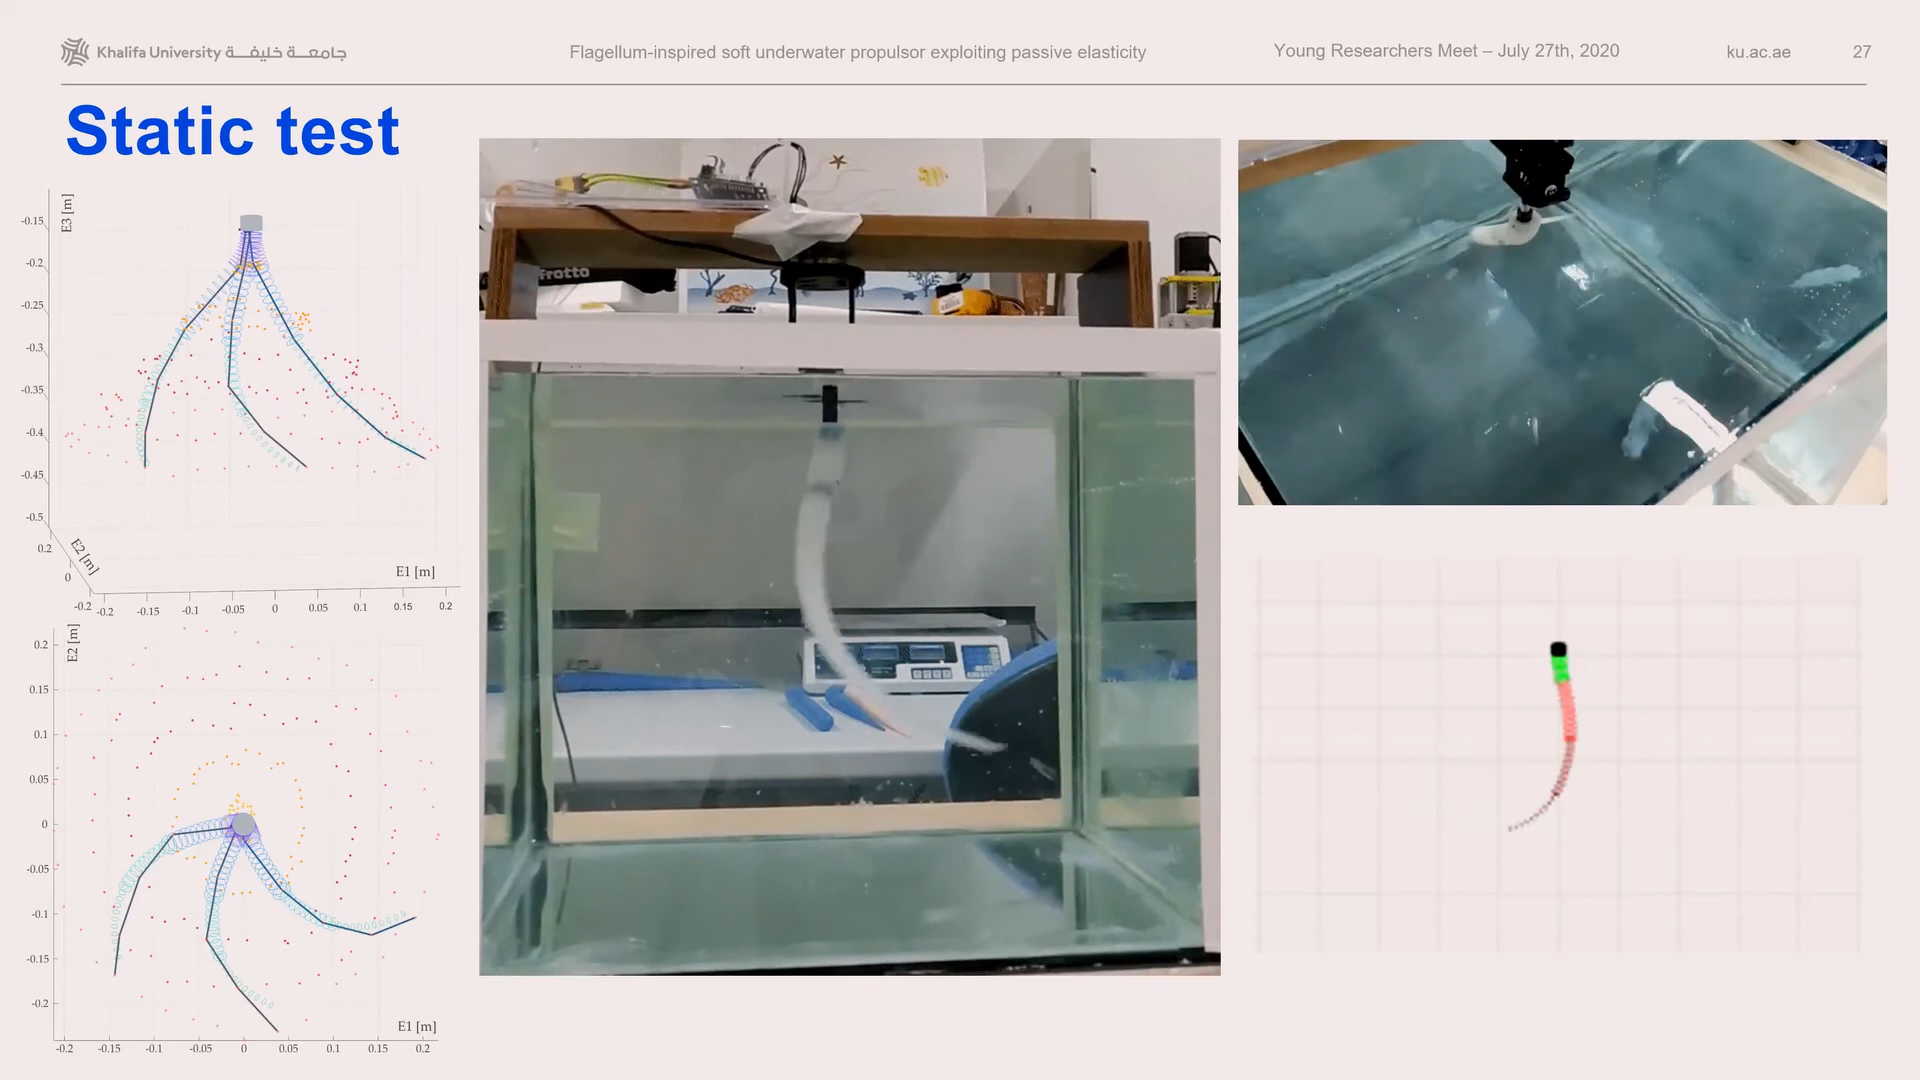 Khalifa University جامعـــة خليفـــة
Flagellum-inspired soft underwater propulsor exploiting passive elasticity
Young Researchers Meet – July 27th, 2020
ku.ac.ae
27
Static test
E3 [m]
-0.15
-0.2
-0.25
-0.3
-0.35
-0.4
-0.45
-0.5
0.2
0
-0.2
E2 [m]
E1 [m]
-0.2 -0.15 -0.1 -0.05 0 0.05 0.1 0.15 0.2
E2 [m]
0.2
0.15
0.1
0.05
0
-0.05
-0.1
-0.15
-0.2
E1 [m]
-0.2 -0.15 -0.1 -0.05 0 0.05 0.1 0.15 0.2
frotto